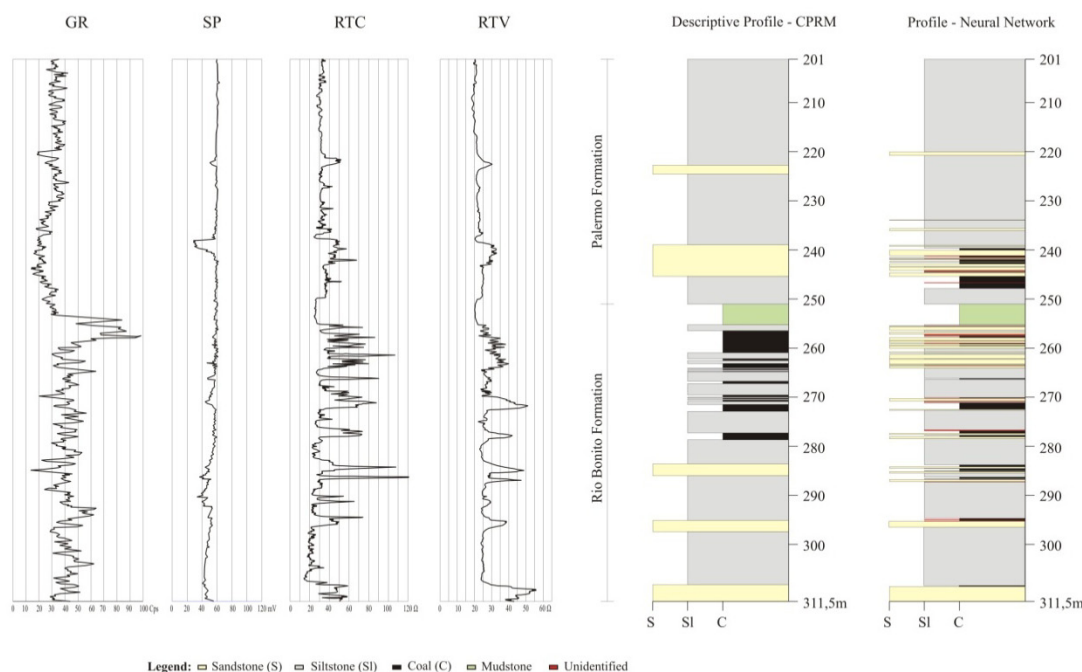 GR SP RTC RTV Descriptive Profile - CPRM Profile - Neural Network
Palermo Formation
Rio Bonito Formation
201 201
210 210
220 220
230 230
240 240
250 250
260 260
270 270
280 280
290 290
300 300
311,5m 311,5m
0 10 20 30 40 50 60 70 80 90 100 Cps 0 20 40 60 80 100 120 mV 0 20 40 60 80 100 120 Ω 0 10 20 30 40 50 60 Ω
S Sl C S Sl C
Legend: Sandstone (S) Siltstone (Sl) Coal (C) Mudstone Unidentified